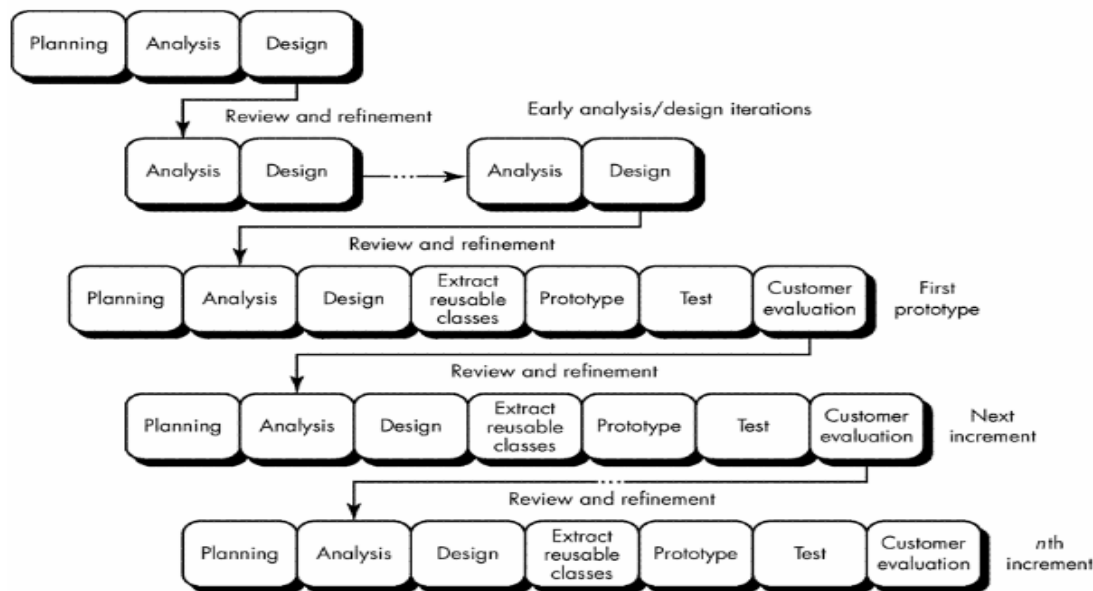 Planning Analysis Design
Review and refinement
Early analysis/design iterations
Analysis Design Analysis Design
Review and refinement
Planning Analysis Design Extract reusable classes Prototype Test Customer evaluation
First prototype
Review and refinement
Planning Analysis Design Extract reusable classes Prototype Test Customer evaluation
Next increment
Review and refinement
Planning Analysis Design Extract reusable classes Prototype Test Customer evaluation
nth increment